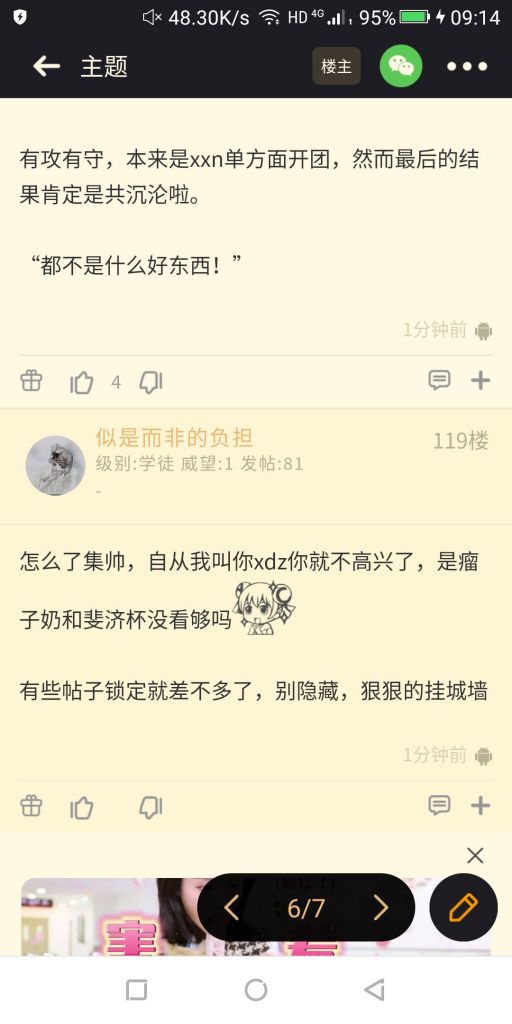 48.30K/s HD 4G 95% 09:14
主题 楼主
有攻有守，本来是xxn单方面开团，然而最后的结
果肯定是共沉沦啦。
“都不是什么好东西！”
1分钟前
4
似是而非的负担 119楼
级别:学徒 威望:1 发帖:81
-
怎么了集帅，自从我叫你xdz你就不高兴了，是瘤
子奶和斐济杯没看够吗
有些帖子锁定就差不多了，别隐藏，狠狠的挂城墙
1分钟前
6/7